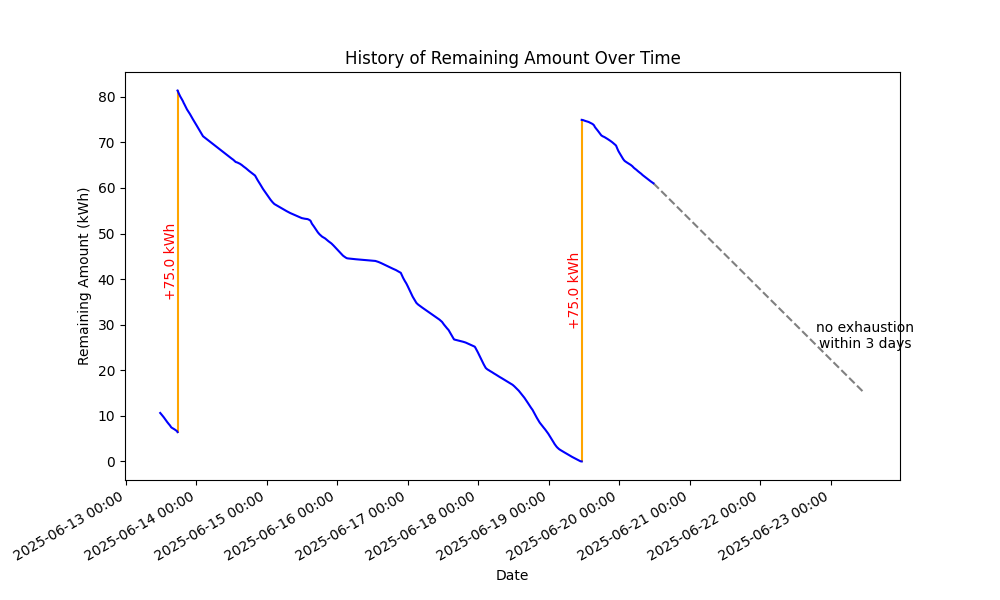 History of Remaining Amount Over Time
Remaining Amount (kWh)
80
70
60
50
40
30
20
10
0
+75.0 kWh
+75.0 kWh
no exhaustion
within 3 days
2025-06-13 00:00
2025-06-14 00:00
2025-06-15 00:00
2025-06-16 00:00
2025-06-17 00:00
2025-06-18 00:00
2025-06-19 00:00
2025-06-20 00:00
2025-06-21 00:00
2025-06-22 00:00
2025-06-23 00:00
Date